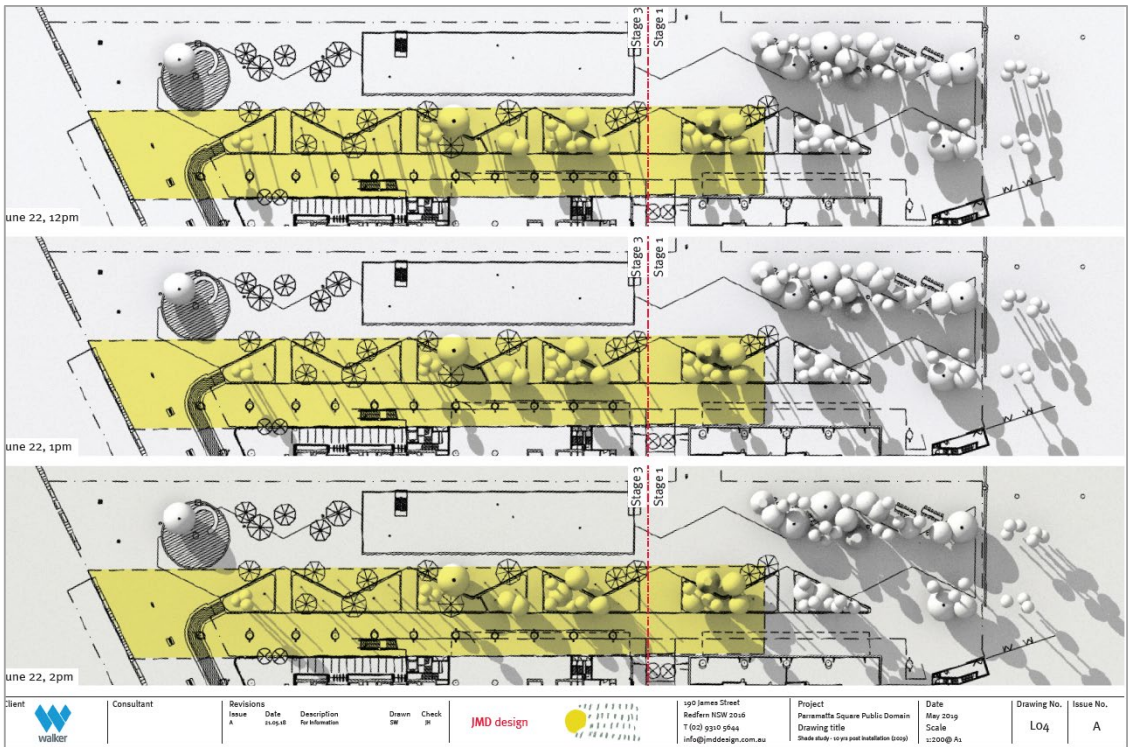 Stage 3
Stage 1
une 22, 12pm
Stage 3
Stage 1
une 22, 1pm
Stage 3
Stage 1
une 22, 2pm
Client
walker
Consultant
Revisions
Issue Date Description Drawn Check
A 21.05.18 For Information SW JH
JMD design
190 James Street
Redfern NSW 2016
T (02) 9310 5644
info@jmddesign.com.au
Project
Parramatta Square Public Domain
Drawing title
Shade study - 10 yrs post installation (2029)
Date
May 2019
Scale
1:200@ A1
Drawing No.
L04
Issue No.
A